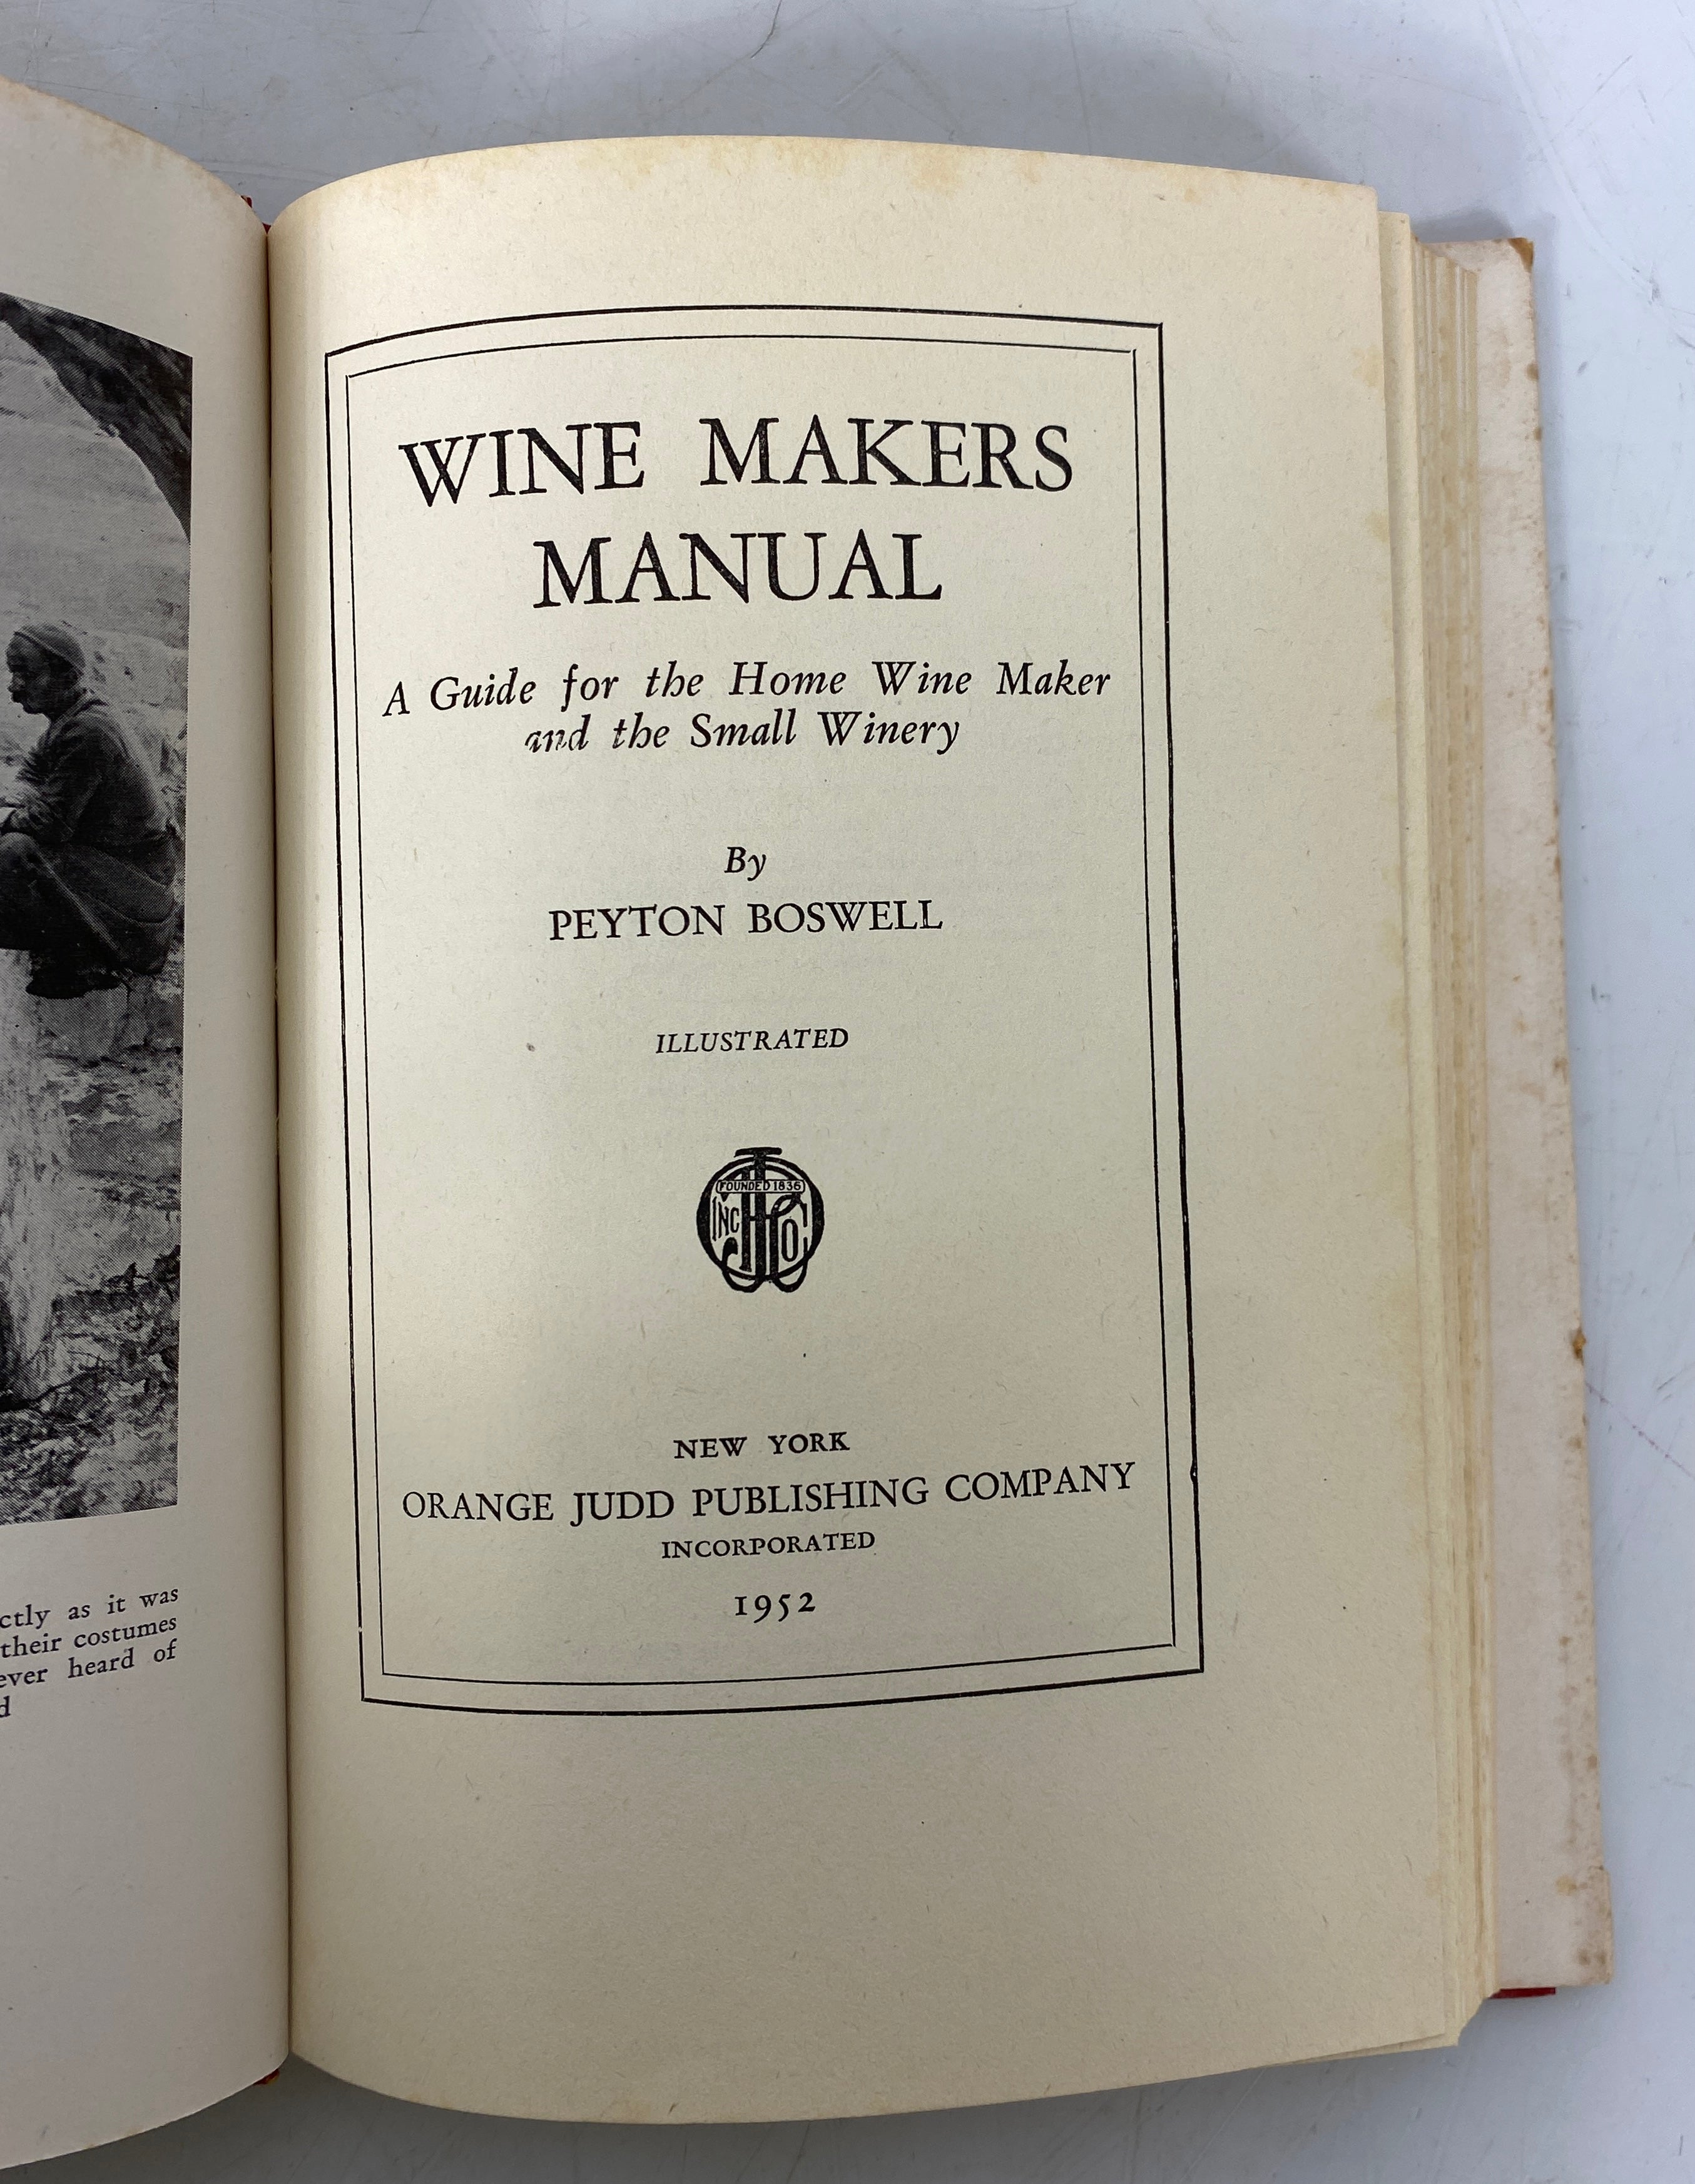 ctly as it was
their costumes
ever heard of
d
WINE MAKERS
MANUAL
A Guide for the Home Wine Maker
and the Small Winery
By
PEYTON BOSWELL
ILLUSTRATED
FOUNDED 1836
INC
CO
NEW YORK
ORANGE JUDD PUBLISHING COMPANY
INCORPORATED
1952